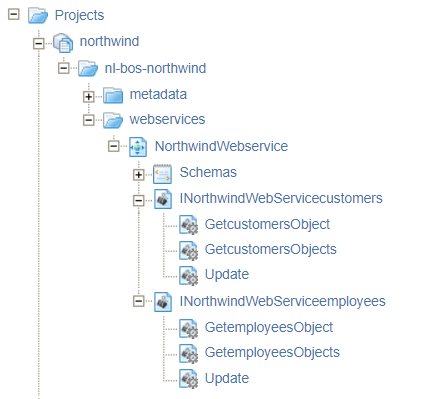 Projects
northwind
nl-bos-northwind
metadata
webservices
NorthwindWebservice
Schemas
INorthwindWebServicecustomers
GetcustomersObject
GetcustomersObjects
Update
INorthwindWebServiceemployees
GetemployeesObject
GetemployeesObjects
Update